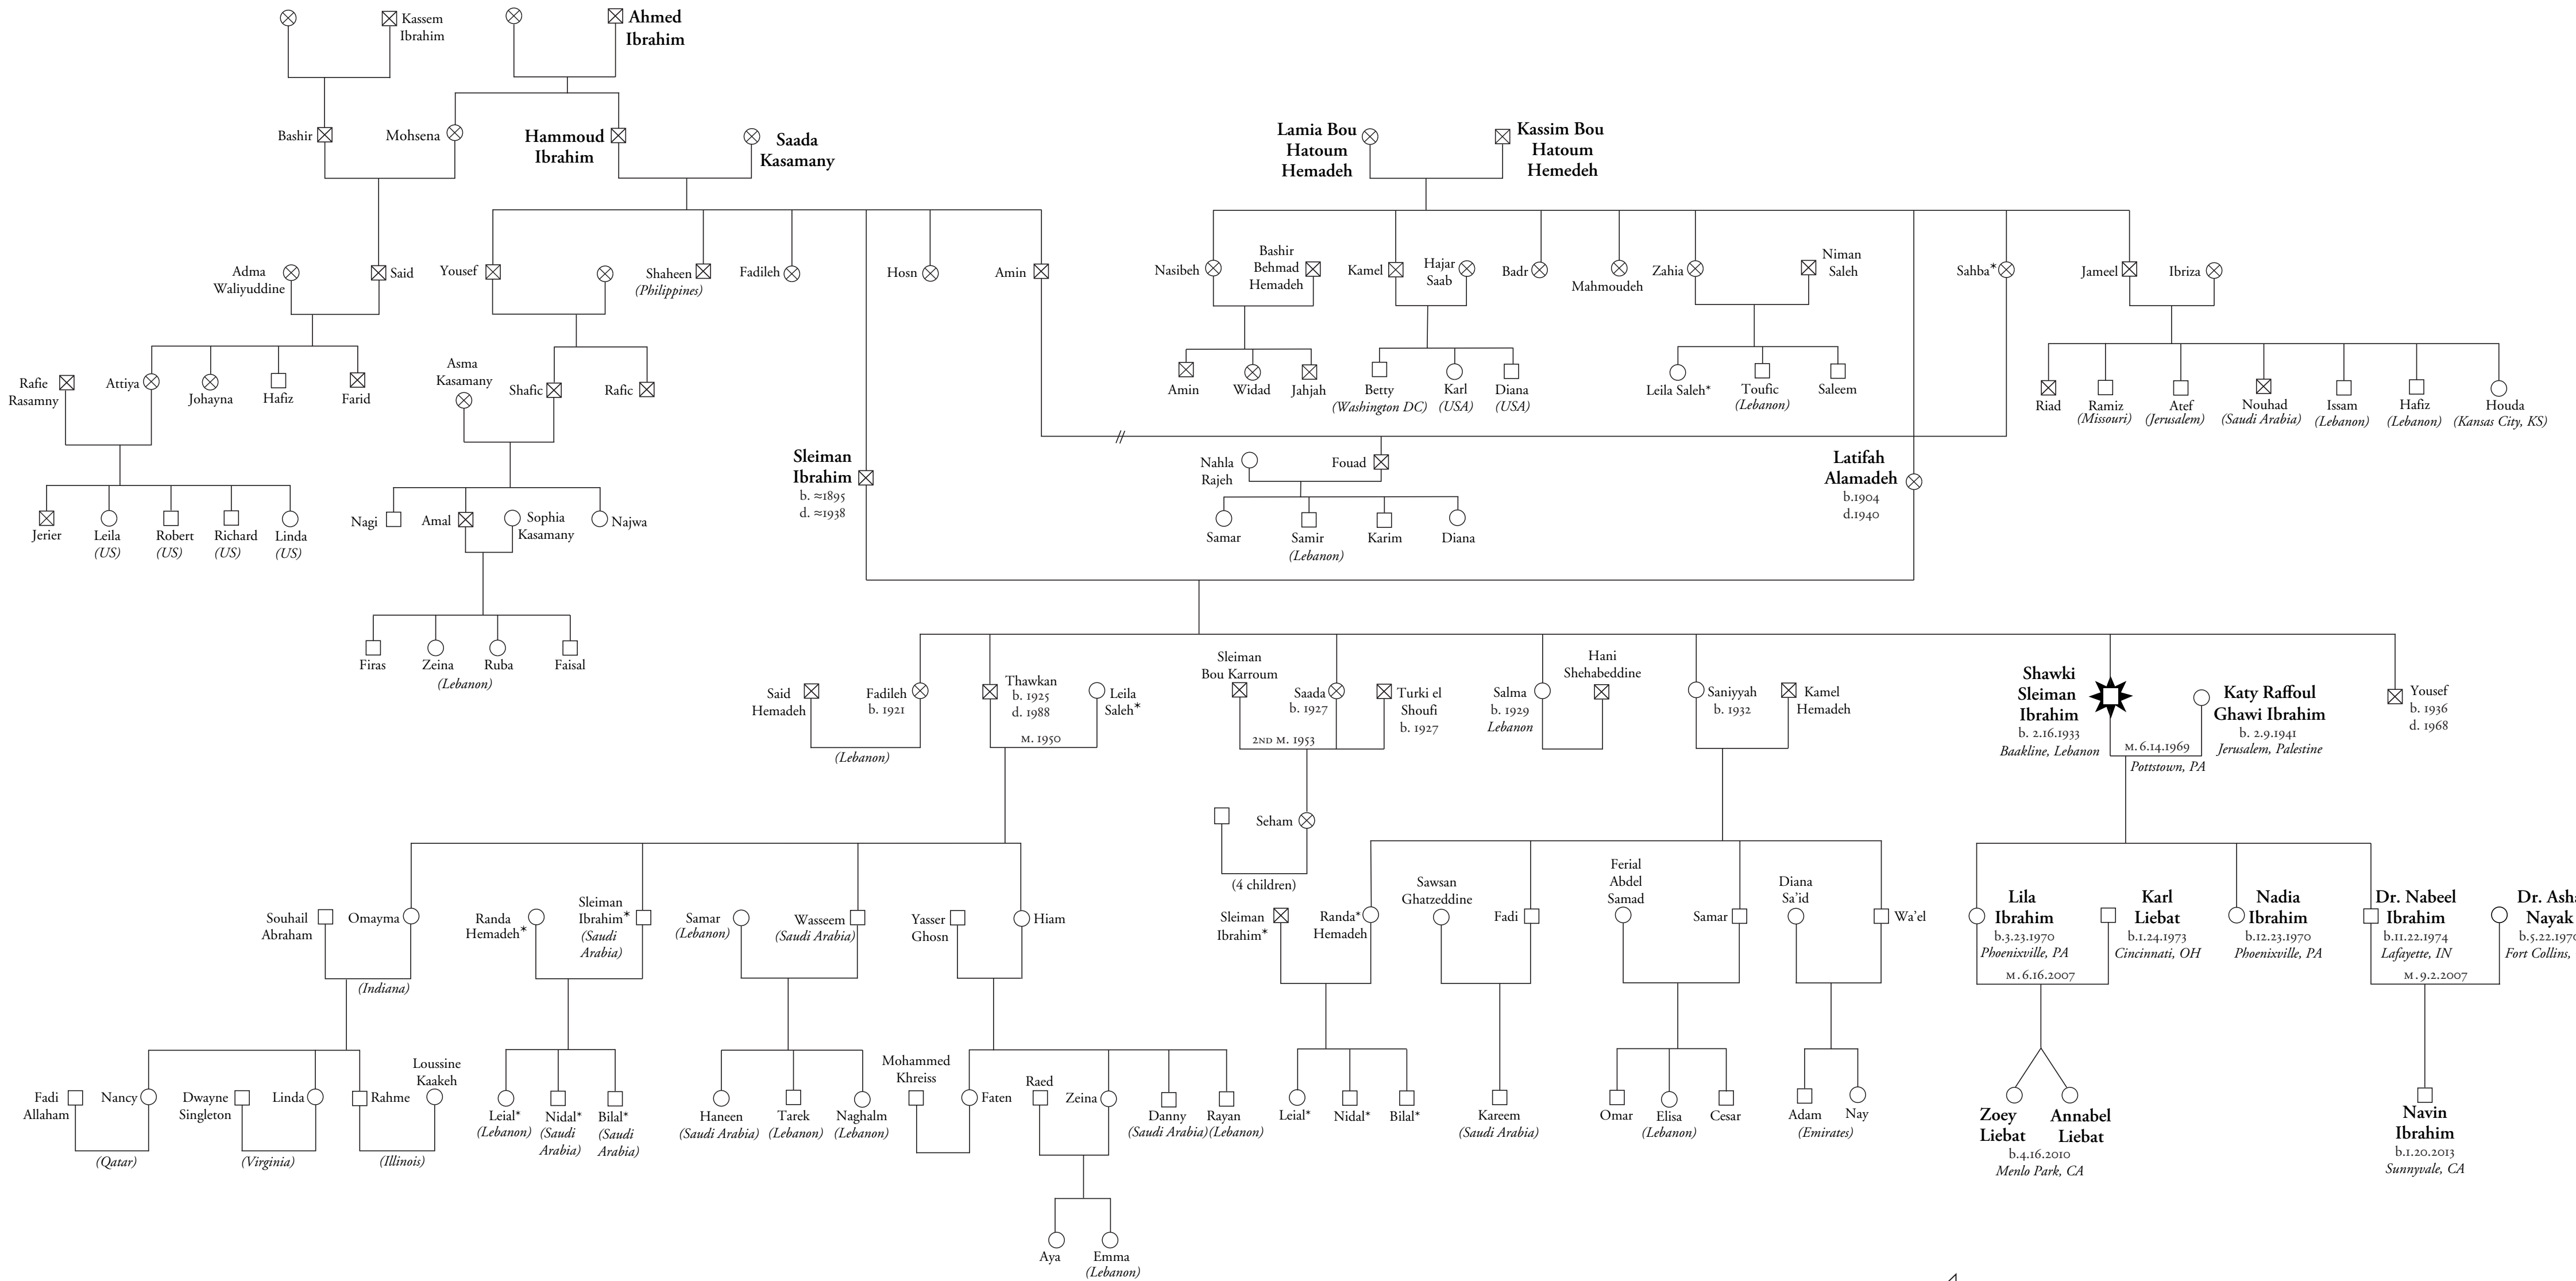 Kassem
Ibrahim
Ahmed
Ibrahim
Bashir
Mohsena
Hammoud
Ibrahim
Saada
Kasamany
Lamia Bou
Hatoum
Hemadeh
Kassim Bou
Hatoum
Hemedeh
Adma
Waliyuddine
Said
Yousef
Shaheen
(Philippines)
Fadileh
Hosn
Amin
Nasibeh
Bashir
Behmad
Hemadeh
Kamel
Hajar
Saab
Badr
Mahmoudeh
Zahia
Niman
Saleh
Sahba*
Jameel
Ibriza
Rafie
Rasamny
Attiya
Johayna
Hafiz
Farid
Asma
Kasamany
Shafic
Rafic
Amin
Widad
Jahjah
Betty
(Washington DC)
Karl
(USA)
Diana
(USA)
Leila Saleh*
Toufic
(Lebanon)
Saleem
Riad
Ramiz
(Missouri)
Atef
(Jerusalem)
Nouhad
(Saudi Arabia)
Issam
(Lebanon)
Hafiz
(Lebanon)
Houda
(Kansas City, KS)
Sleiman
Ibrahim
b. ≈1895
d. ≈1938
Nahla
Rajeh
Fouad
Latifah
Alamadeh
b.1904
d.1940
Jerier
Leila
(US)
Robert
(US)
Richard
(US)
Linda
(US)
Nagi
Amal
Sophia
Kasamany
Najwa
Samar
Samir
(Lebanon)
Karim
Diana
Firas
Zeina
Ruba
Faisal
(Lebanon)
Said
Hemadeh
Fadileh
b. 1921
(Lebanon)
Thawkan
b. 1925
d. 1988
M. 1950
Leila
Saleh*
Sleiman
Bou Karroum
Saada
b. 1927
2ND M. 1953
Turki el
Shoufi
b. 1927
Salma
b. 1929
Lebanon
Hani
Shehabeddine
Saniyyah
b. 1932
Kamel
Hemadeh
Shawki
Sleiman
Ibrahim
b. 2.16.1933
Baakline, Lebanon
M. 6.14.1969
Pottstown, PA
Katy Raffoul
Ghawi Ibrahim
b. 2.9.1941
Jerusalem, Palestine
Yousef
b. 1936
d. 1968
Seham
(4 children)
Souhail
Abraham
Omayma
(Indiana)
Randa
Hemadeh*
Sleiman
Ibrahim*
(Saudi
Arabia)
Samar
(Lebanon)
Wasseem
(Saudi Arabia)
Yasser
Ghosn
Hiam
Sleiman
Ibrahim*
Randa*
Hemadeh
Sawsan
Ghatzeddine
Fadi
Ferial
Abdel
Samad
Samar
Diana
Sa'id
Wa'el
Lila
Ibrahim
b.3.23.1970
Phoenixville, PA
M. 6.16.2007
Karl
Liebat
b.1.24.1973
Cincinnati, OH
Nadia
Ibrahim
b.12.23.1970
Phoenixville, PA
Dr. Nabeel
Ibrahim
b.11.22.1974
Lafayette, IN
M. 9.2.2007
Dr.
Nayak
Fort Collins,
Fadi
Allaham
Nancy
(Qatar)
Dwayne
Singleton
Linda
(Virginia)
Rahme
Loussine
Kaakeh
(Illinois)
Leial*
(Lebanon)
Nidal*
(Saudi
Arabia)
Bilal*
(Saudi
Arabia)
Haneen
(Saudi Arabia)
Tarek
(Lebanon)
Naghalm
(Lebanon)
Mohammed
Khreiss
Faten
Raed
Zeina
Danny
(Saudi Arabia)
Rayan
(Lebanon)
Leial*
Nidal*
Bilal*
Kareem
(Saudi Arabia)
Omar
Elisa
(Lebanon)
Cesar
Adam
Nay
(Emirates)
Zoey
Liebat
Annabel
Liebat
b.4.16.2010
Menlo Park, CA
Navin
Ibrahim
b.1.20.2013
Sunnyvale, CA
Aya
Emma
(Lebanon)